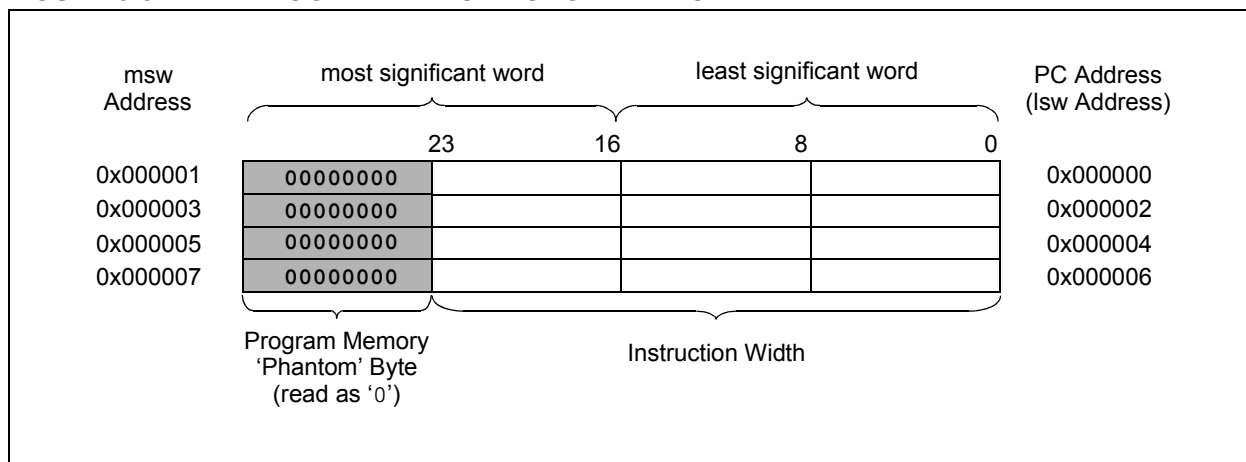 msw
Address
most significant word
least significant word
PC Address
(lsw Address)
23 16 8 0
0x000001 00000000 0x000000
0x000003 00000000 0x000002
0x000005 00000000 0x000004
0x000007 00000000 0x000006
Program Memory
‘Phantom’ Byte
(read as ‘0’)
Instruction Width